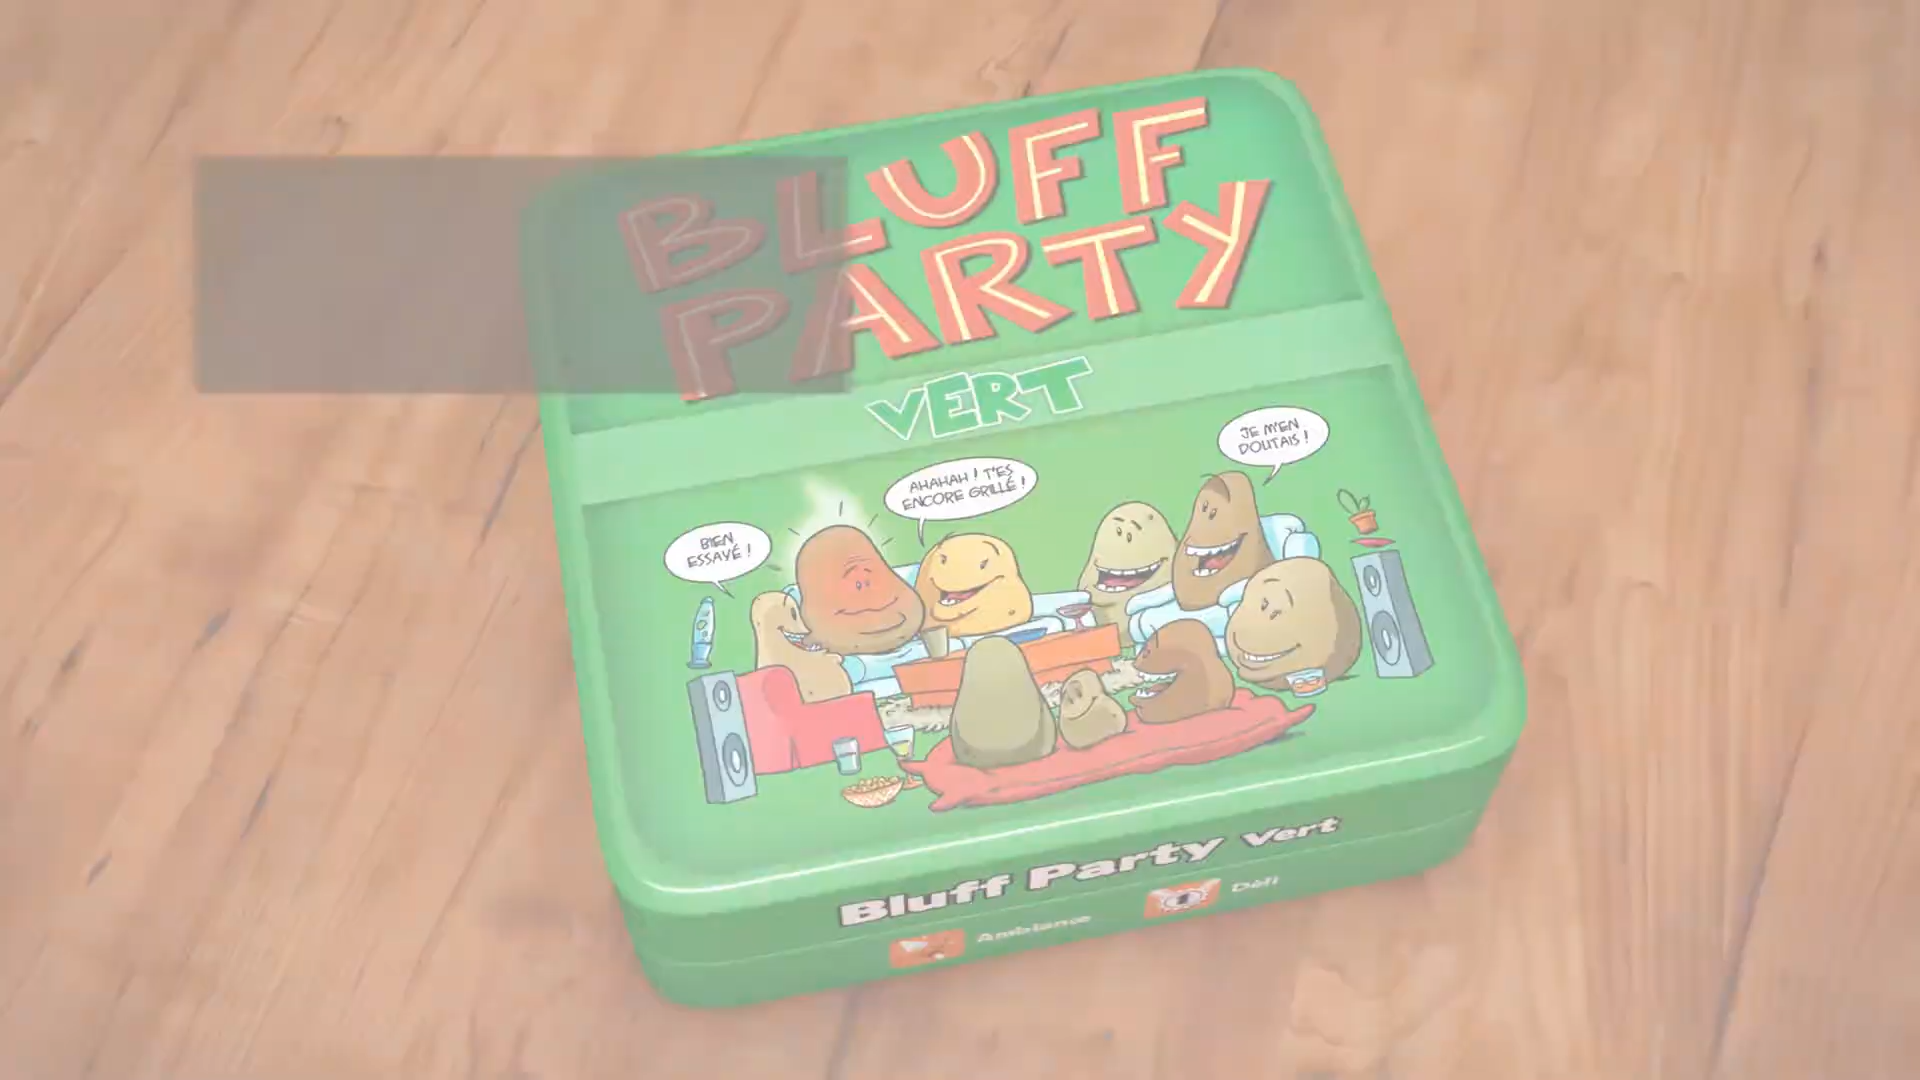 BLUFF
PARTY
VERT
JE M'EN
DOUTAIS !
AHAHAH ! T'ES
ENCORE GRILLÉ !
BIEN
ESSAYÉ !
Bluff Party Vert
Ambiance
Défi